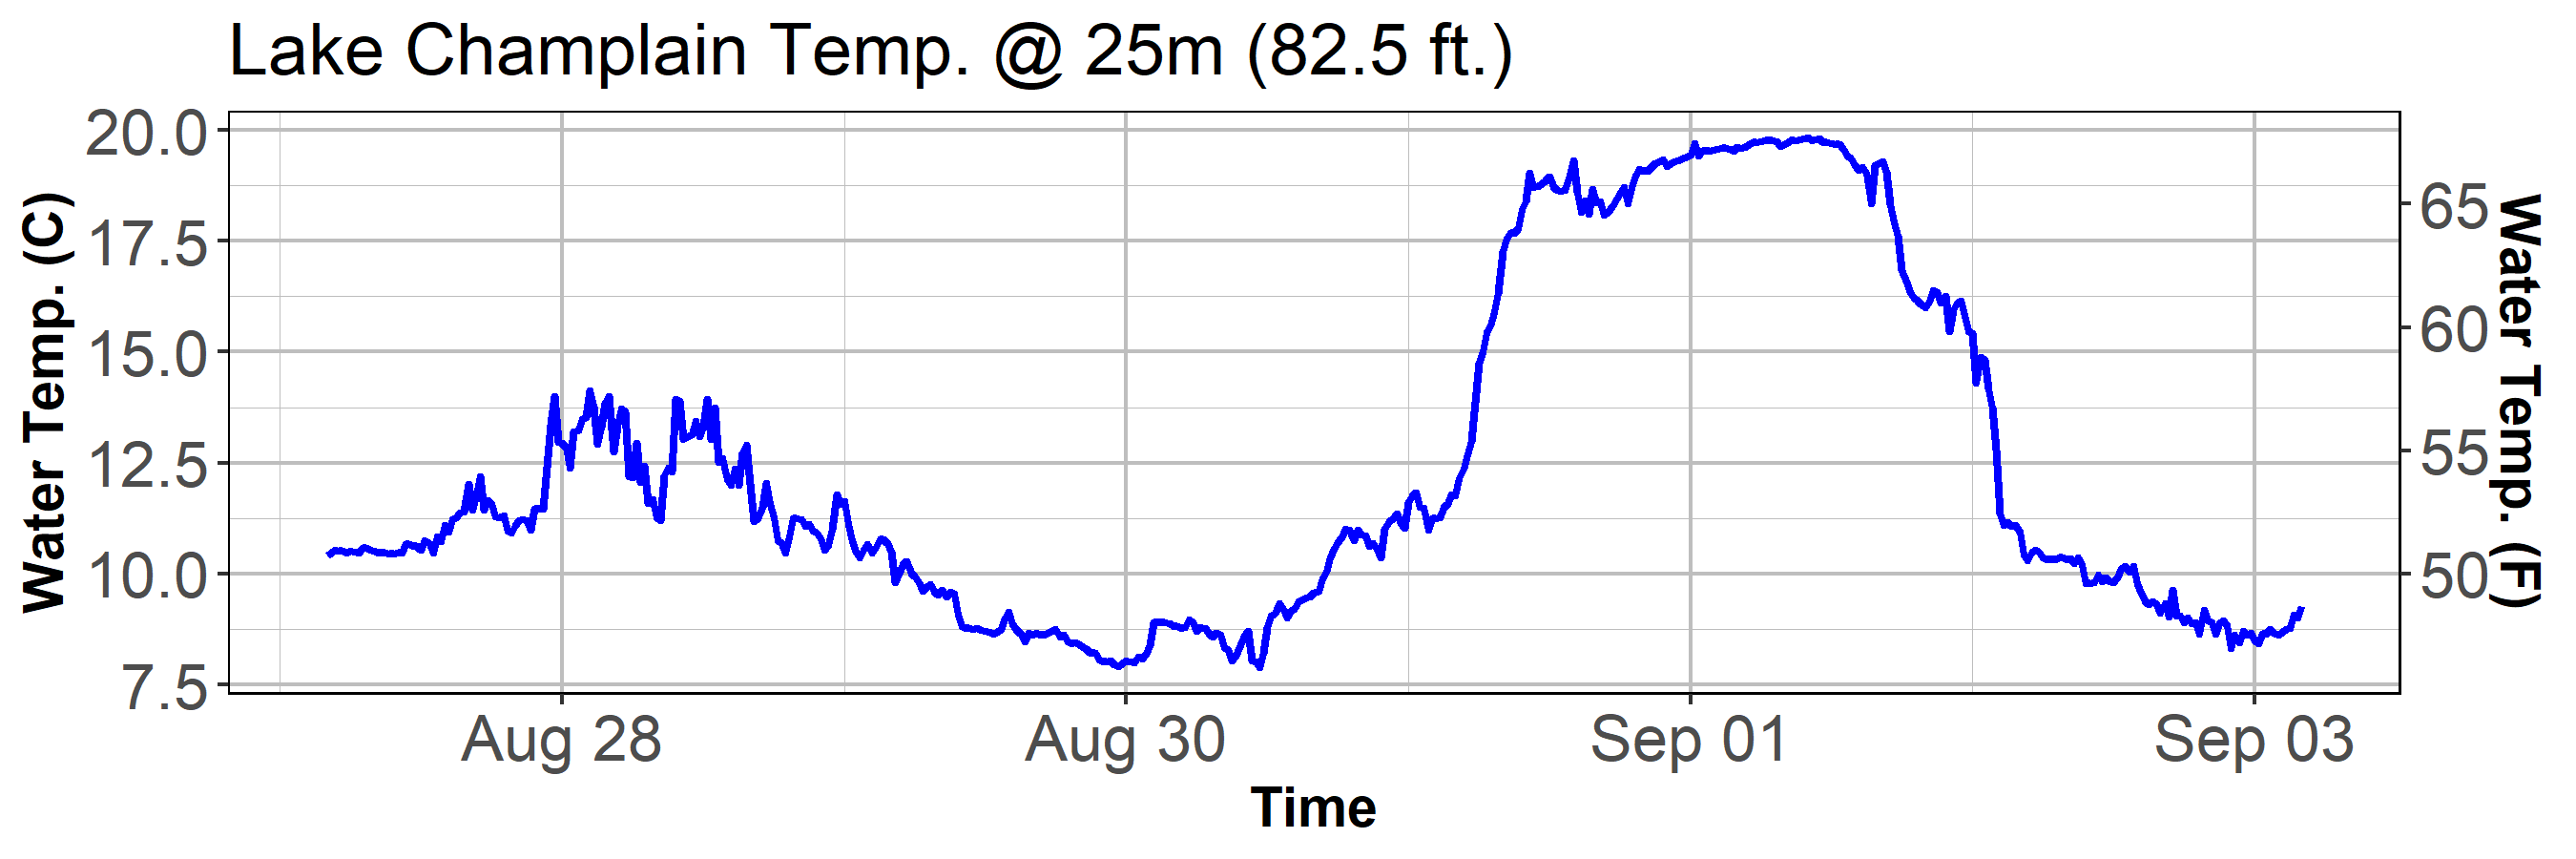 Lake Champlain Temp. @ 25m (82.5 ft.)
Water Temp. (C)
20.0
17.5
15.0
12.5
10.0
7.5
65
60
55
50
Water Temp. (F)
Aug 28
Aug 30
Sep 01
Sep 03
Time